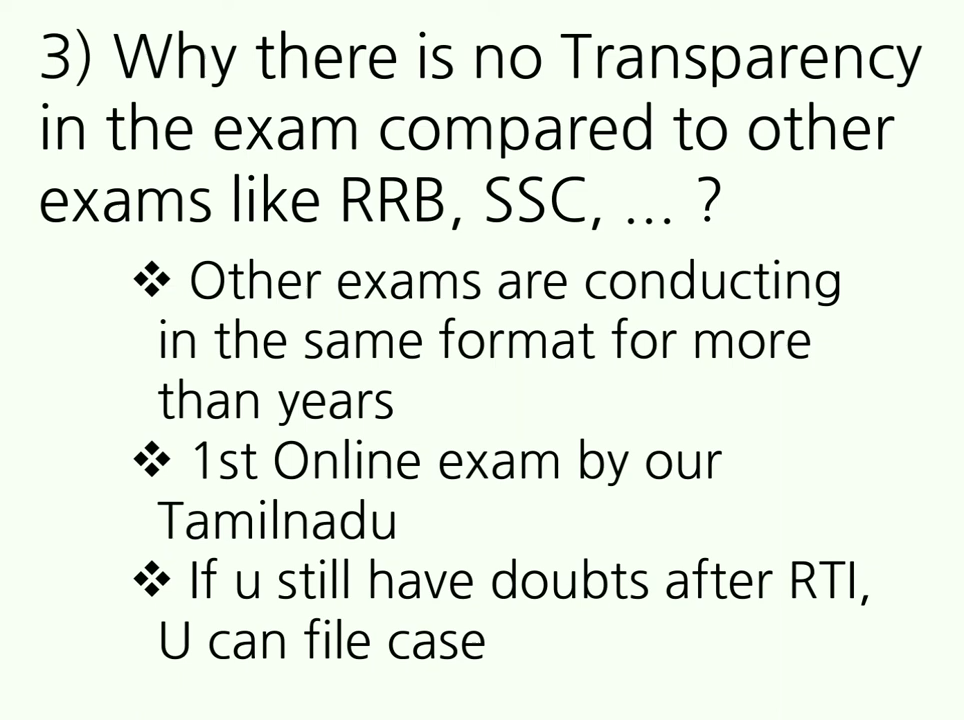 3) Why there is no Transparency
in the exam compared to other
exams like RRB, SSC, ... ?
❖ Other exams are conducting
in the same format for more
than years
❖ 1st Online exam by our
Tamilnadu
❖ If u still have doubts after RTI,
U can file case